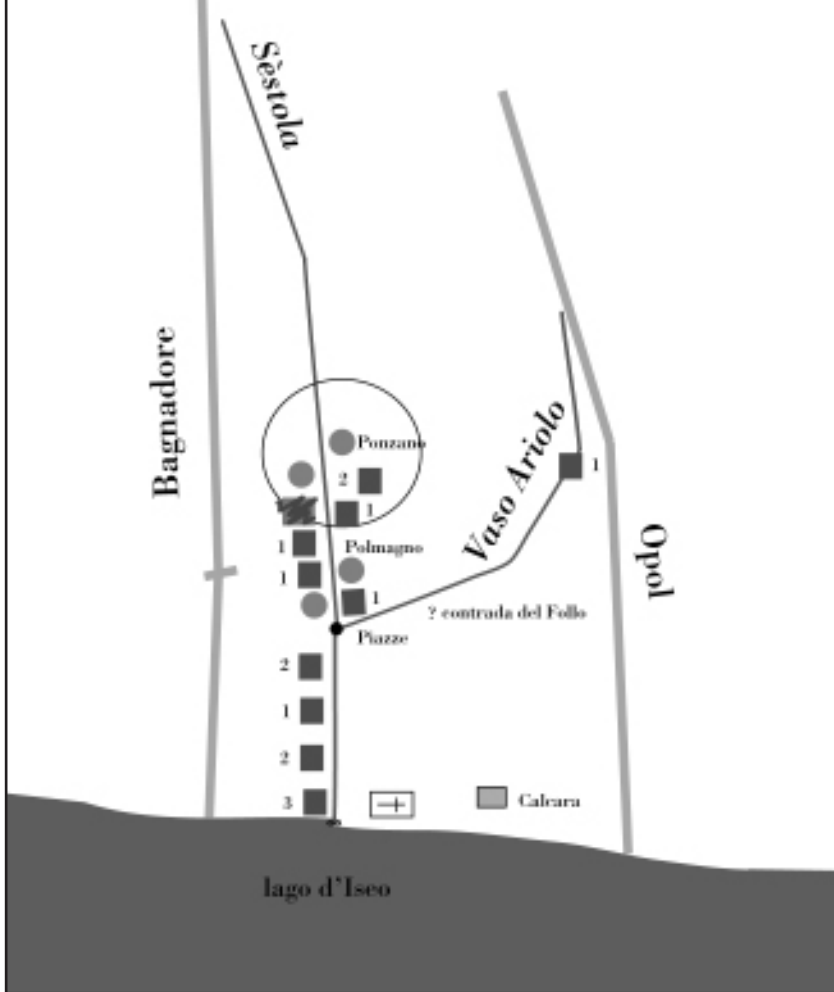 Sèstola
Bagnadore
Ponzano
2
1
1
Vaso Ariolo
1
Polmagno
Opol
1
1
? contrada del Follo
Piazze
2
1
2
3
Calcara
lago d'Iseo